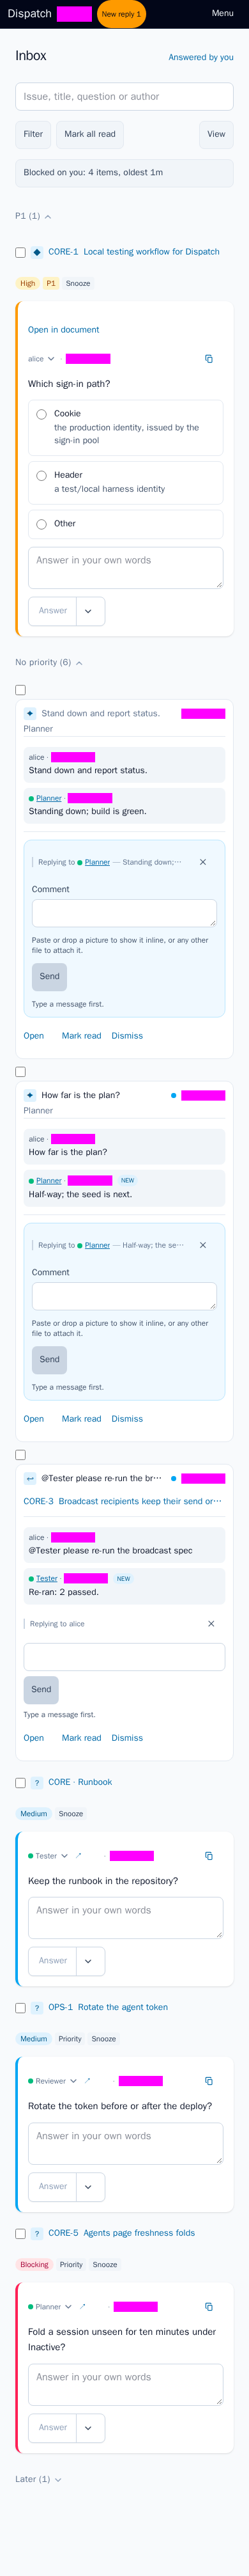 Dispatch New reply 1 Menu
Inbox Answered by you
Issue, title, question or author
Filter Mark all read View
Blocked on you: 4 items, oldest 1m
P1 (1)
CORE-1 Local testing workflow for Dispatch
High P1 Snooze
Open in document
alice ·
Which sign-in path?
Cookie
the production identity, issued by the
sign-in pool
Header
a test/local harness identity
Other
Answer in your own words
Answer
No priority (6)
Stand down and report status.
Planner
alice ·
Stand down and report status.
Planner ·
Standing down; build is green.
Replying to Planner — Standing down;…
Comment
Paste or drop a picture to show it inline, or any other
file to attach it.
Send
Type a message first.
Open Mark read Dismiss
How far is the plan?
Planner
alice ·
How far is the plan?
Planner · NEW
Half-way; the seed is next.
Replying to Planner — Half-way; the se…
Comment
Paste or drop a picture to show it inline, or any other
file to attach it.
Send
Type a message first.
Open Mark read Dismiss
@Tester please re-run the br…
CORE-3 Broadcast recipients keep their send or…
alice ·
@Tester please re-run the broadcast spec
Tester · NEW
Re-ran: 2 passed.
Replying to alice
Send
Type a message first.
Open Mark read Dismiss
? CORE · Runbook
Medium Snooze
Tester ↗ ·
Keep the runbook in the repository?
Answer in your own words
Answer
? OPS-1 Rotate the agent token
Medium Priority Snooze
Reviewer ↗ ·
Rotate the token before or after the deploy?
Answer in your own words
Answer
? CORE-5 Agents page freshness folds
Blocking Priority Snooze
Planner ↗ ·
Fold a session unseen for ten minutes under
Inactive?
Answer in your own words
Answer
Later (1)